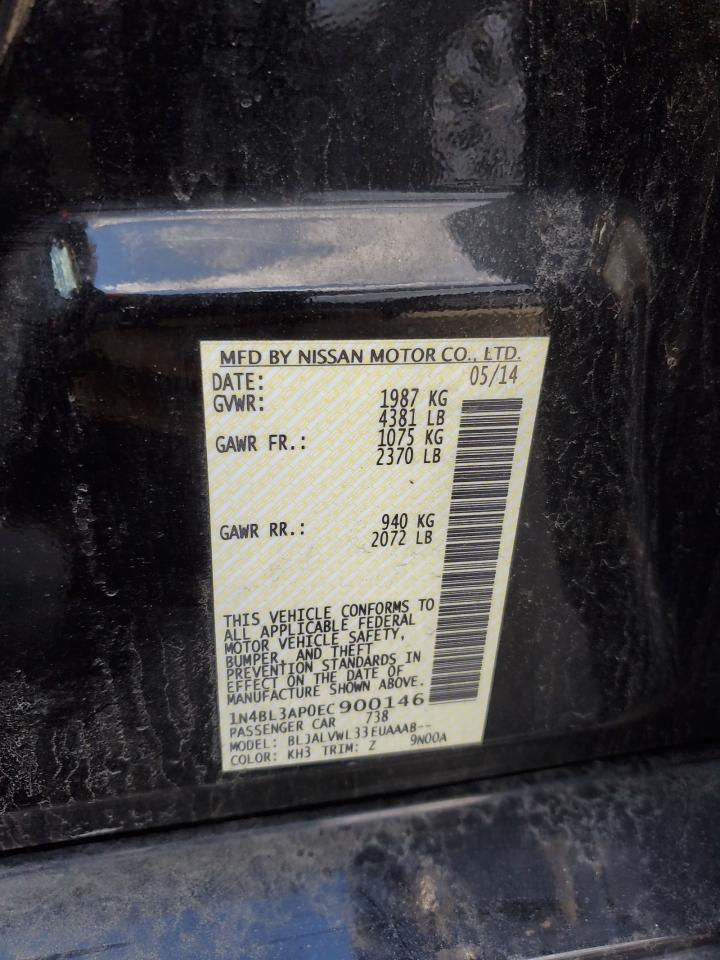 MFD BY NISSAN MOTOR CO., LTD.
DATE: 05/14
GVWR: 1987 KG
4381 LB
GAWR FR.: 1075 KG
2370 LB
GAWR RR.: 940 KG
2072 LB
THIS VEHICLE CONFORMS TO
ALL APPLICABLE FEDERAL
MOTOR VEHICLE SAFETY,
BUMPER, AND THEFT
PREVENTION STANDARDS IN
EFFECT ON THE DATE OF
MANUFACTURE SHOWN ABOVE.
1N4BL3AP0EC900146
PASSENGER CAR 738
MODEL: BLJALVWL33EUAAAB--
COLOR: KH3 TRIM: Z 9N00A